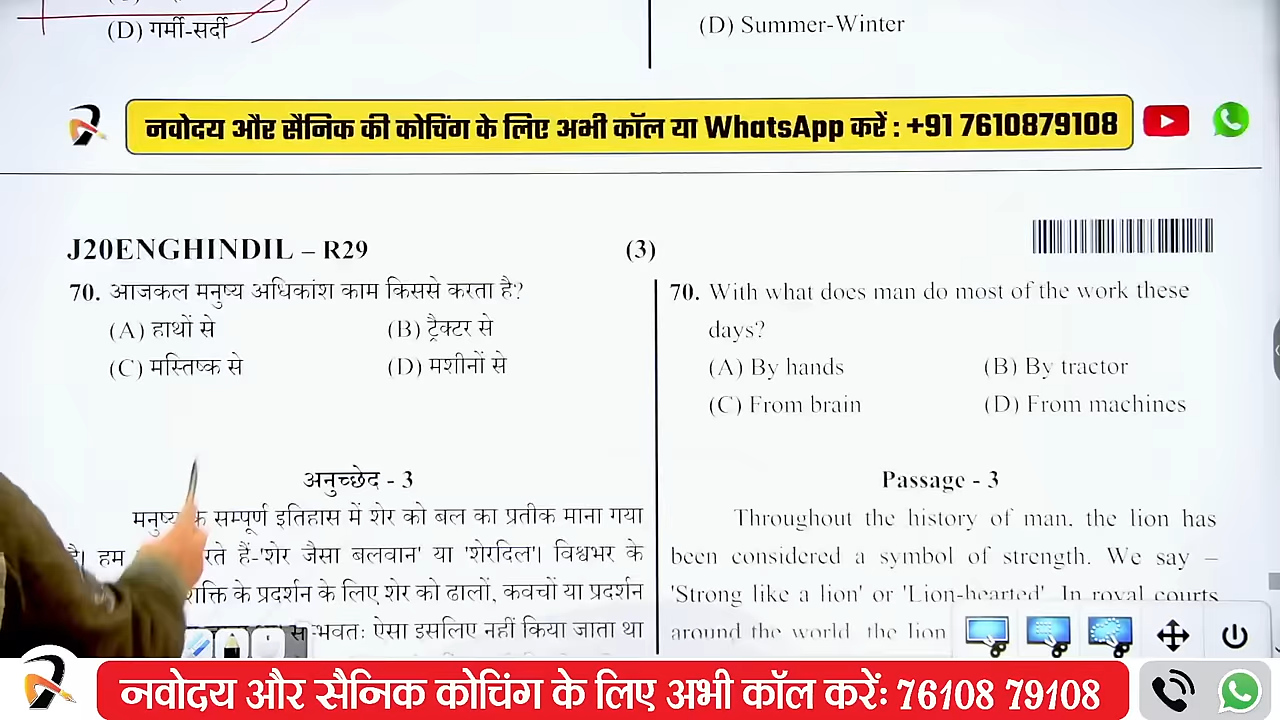 (D) गर्मी-सर्दी
(D) Summer-Winter
नवोदय और सैनिक की कोचिंग के लिए अभी कॉल या WhatsApp करें : +91 7610879108
J20ENGHINDIL – R29
(3)
70. आजकल मनुष्य अधिकांश काम किससे करता है?
(A) हाथों से
(B) ट्रैक्टर से
(C) मस्तिष्क से
(D) मशीनों से
अनुच्छेद - 3
मनुष्य के सम्पूर्ण इतिहास में शेर को बल का प्रतीक माना गया
है। हम रते हैं-'शेर जैसा बलवान' या 'शेरदिल'। विश्वभर के
शक्ति के प्रदर्शन के लिए शेर को ढालों, कवचों या प्रदर्शन
ऐसा इसलिए नहीं किया जाता था
70. With what does man do most of the work these
days?
(A) By hands
(B) By tractor
(C) From brain
(D) From machines
Passage - 3
Throughout the history of man, the lion has
been considered a symbol of strength. We say –
'Strong like a lion' or 'Lion-hearted'. In royal courts
around the world, the lion
नवोदय और सैनिक कोचिंग के लिए अभी कॉल करें: 76108 79108